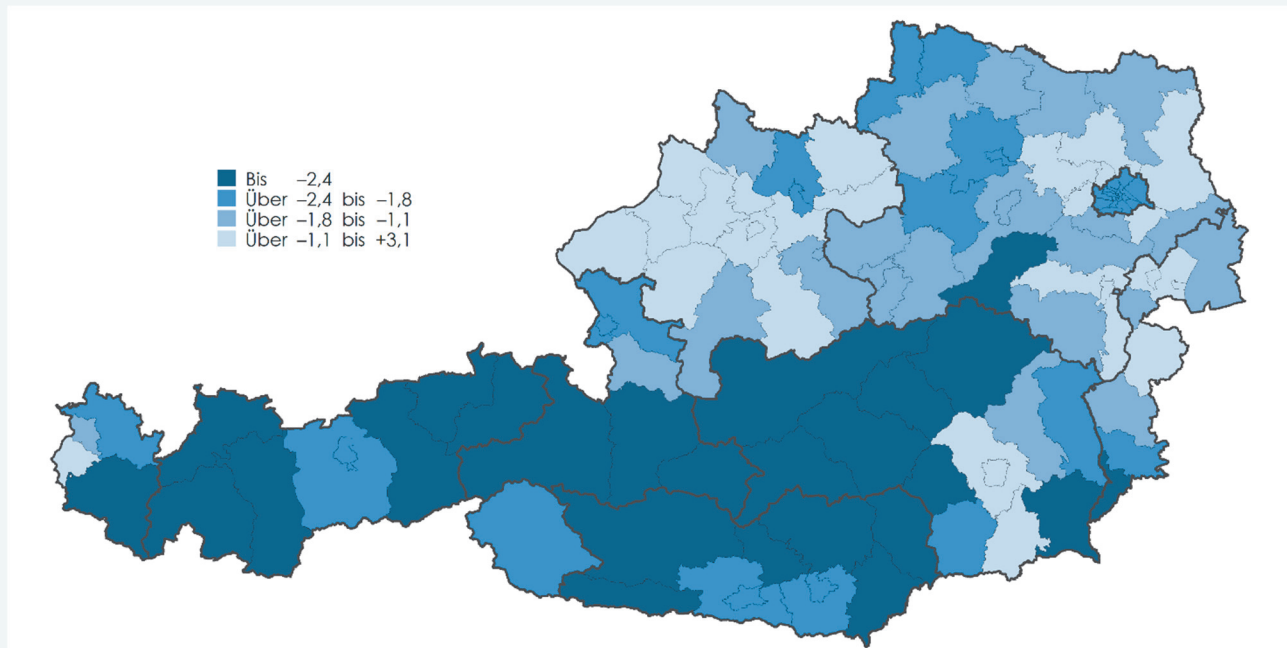 Bis –2,4
Über –2,4 bis –1,8
Über –1,8 bis –1,1
Über –1,1 bis +3,1